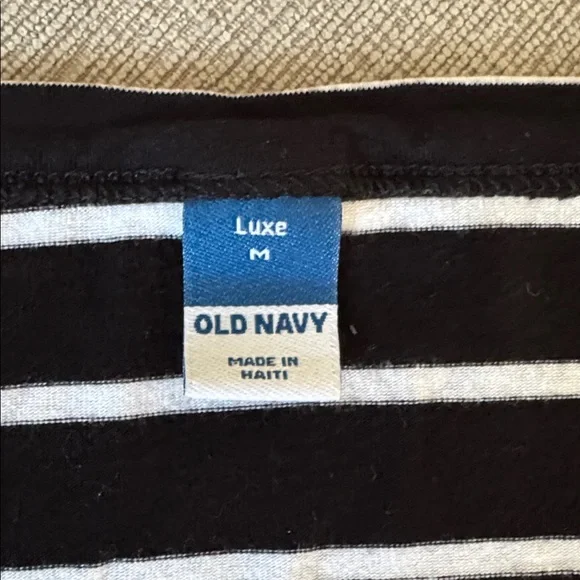 Luxe
M
OLD NAVY
MADE IN
HAITI